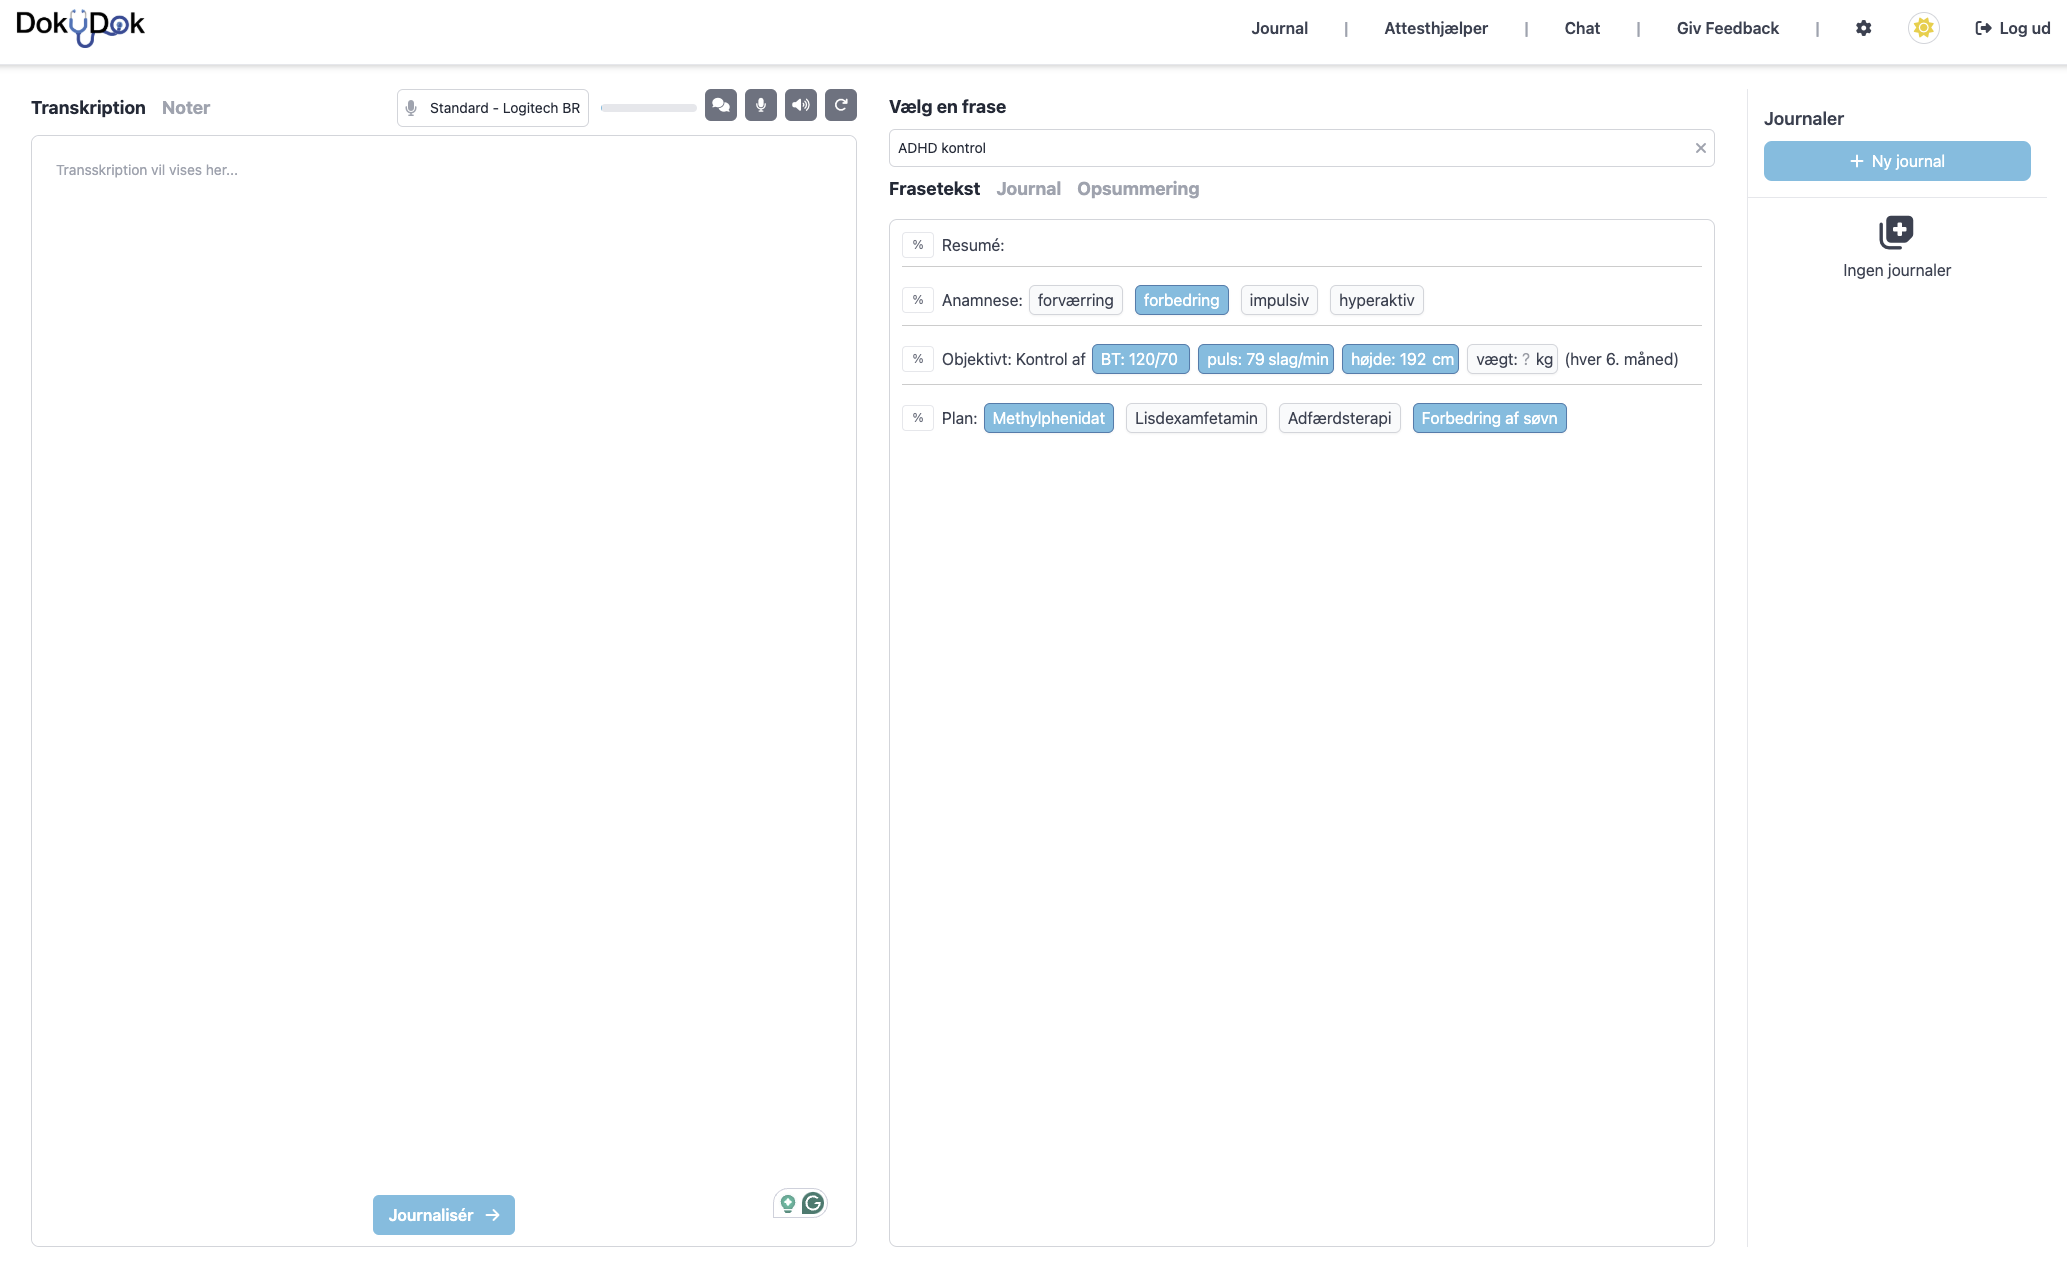 DokuDok
Journal | Attesthjælper | Chat | Giv Feedback | Log ud
Transkription Noter
Standard - Logitech BR
Transskription vil vises her...
Journalisér
Vælg en frase
ADHD kontrol
Frasetekst Journal Opsummering
% Resumé:
% Anamnese: forværring forbedring impulsiv hyperaktiv
% Objektivt: Kontrol af BT: 120/70 puls: 79 slag/min højde: 192 cm vægt: ? kg (hver 6. måned)
% Plan: Methylphenidat Lisdexamfetamin Adfærdsterapi Forbedring af søvn
Journaler
+ Ny journal
Ingen journaler